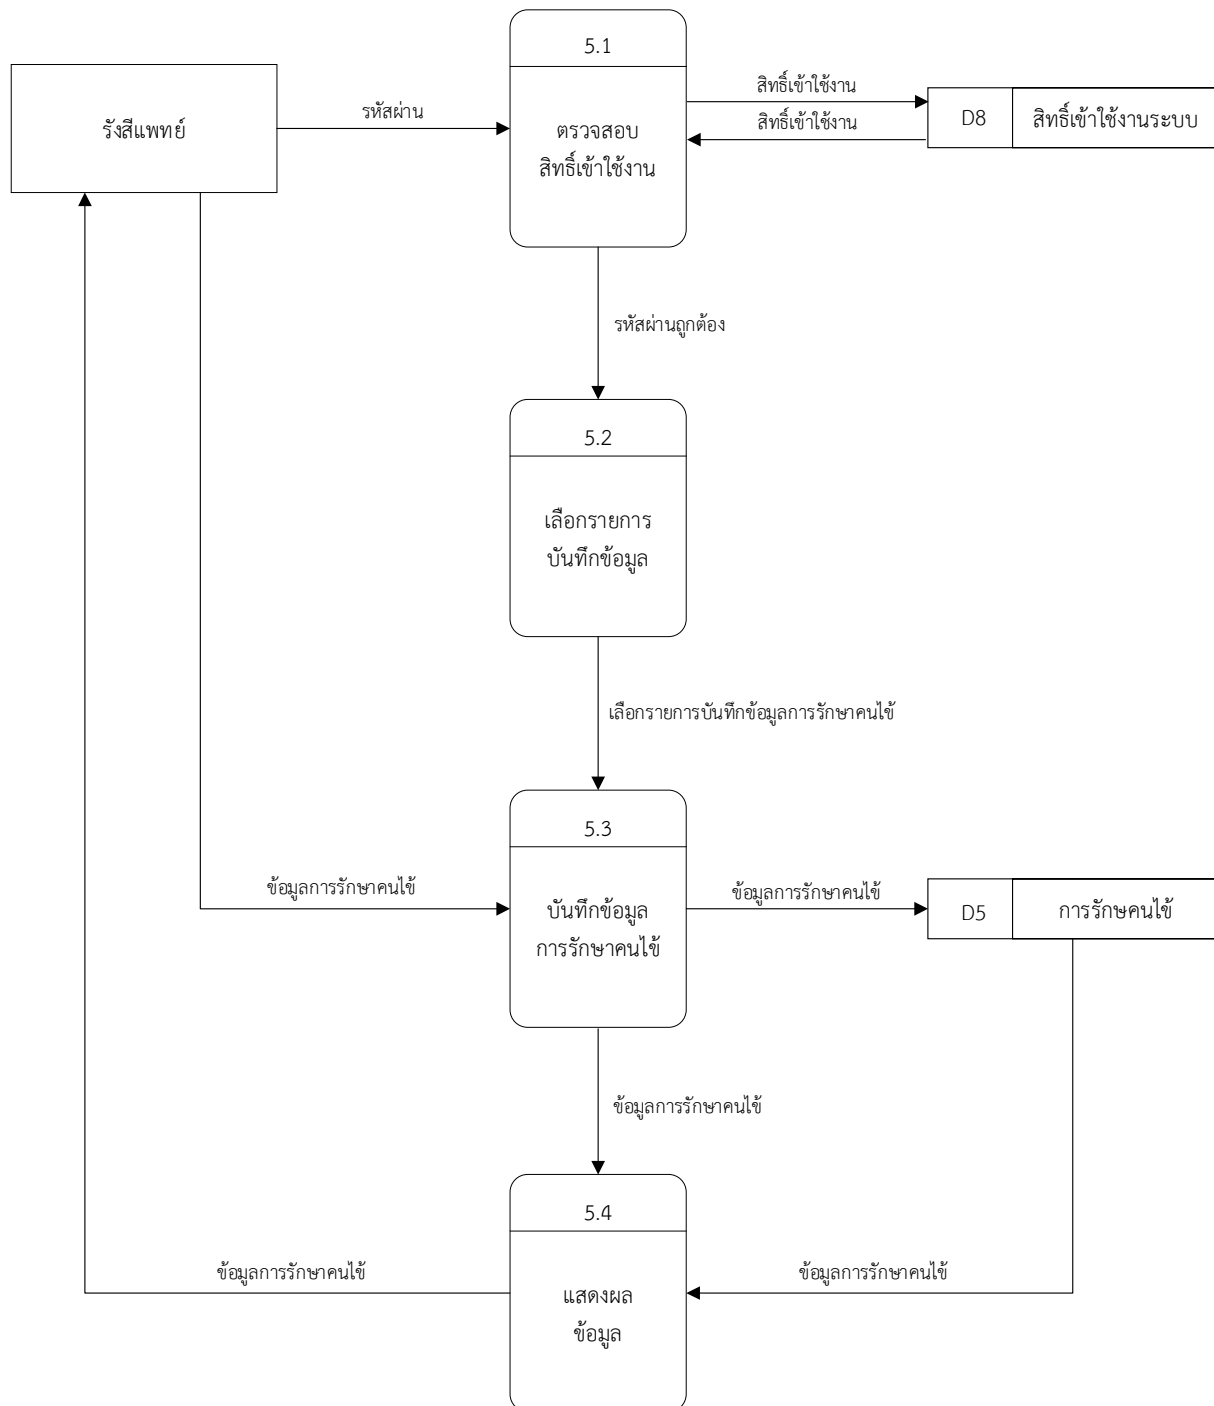 5.1
รังสีแพทย์
รหัสผ่าน
ตรวจสอบ
สิทธิ์เข้าใช้งาน
สิทธิ์เข้าใช้งาน
สิทธิ์เข้าใช้งาน
D8
สิทธิ์เข้าใช้งานระบบ
รหัสผ่านถูกต้อง
5.2
เลือกรายการ
บันทึกข้อมูล
เลือกรายการบันทึกข้อมูลการรักษาคนไข้
5.3
ข้อมูลการรักษาคนไข้
บันทึกข้อมูล
การรักษาคนไข้
ข้อมูลการรักษาคนไข้
D5
การรักษคนไข้
ข้อมูลการรักษาคนไข้
5.4
ข้อมูลการรักษาคนไข้
แสดงผล
ข้อมูล
ข้อมูลการรักษาคนไข้